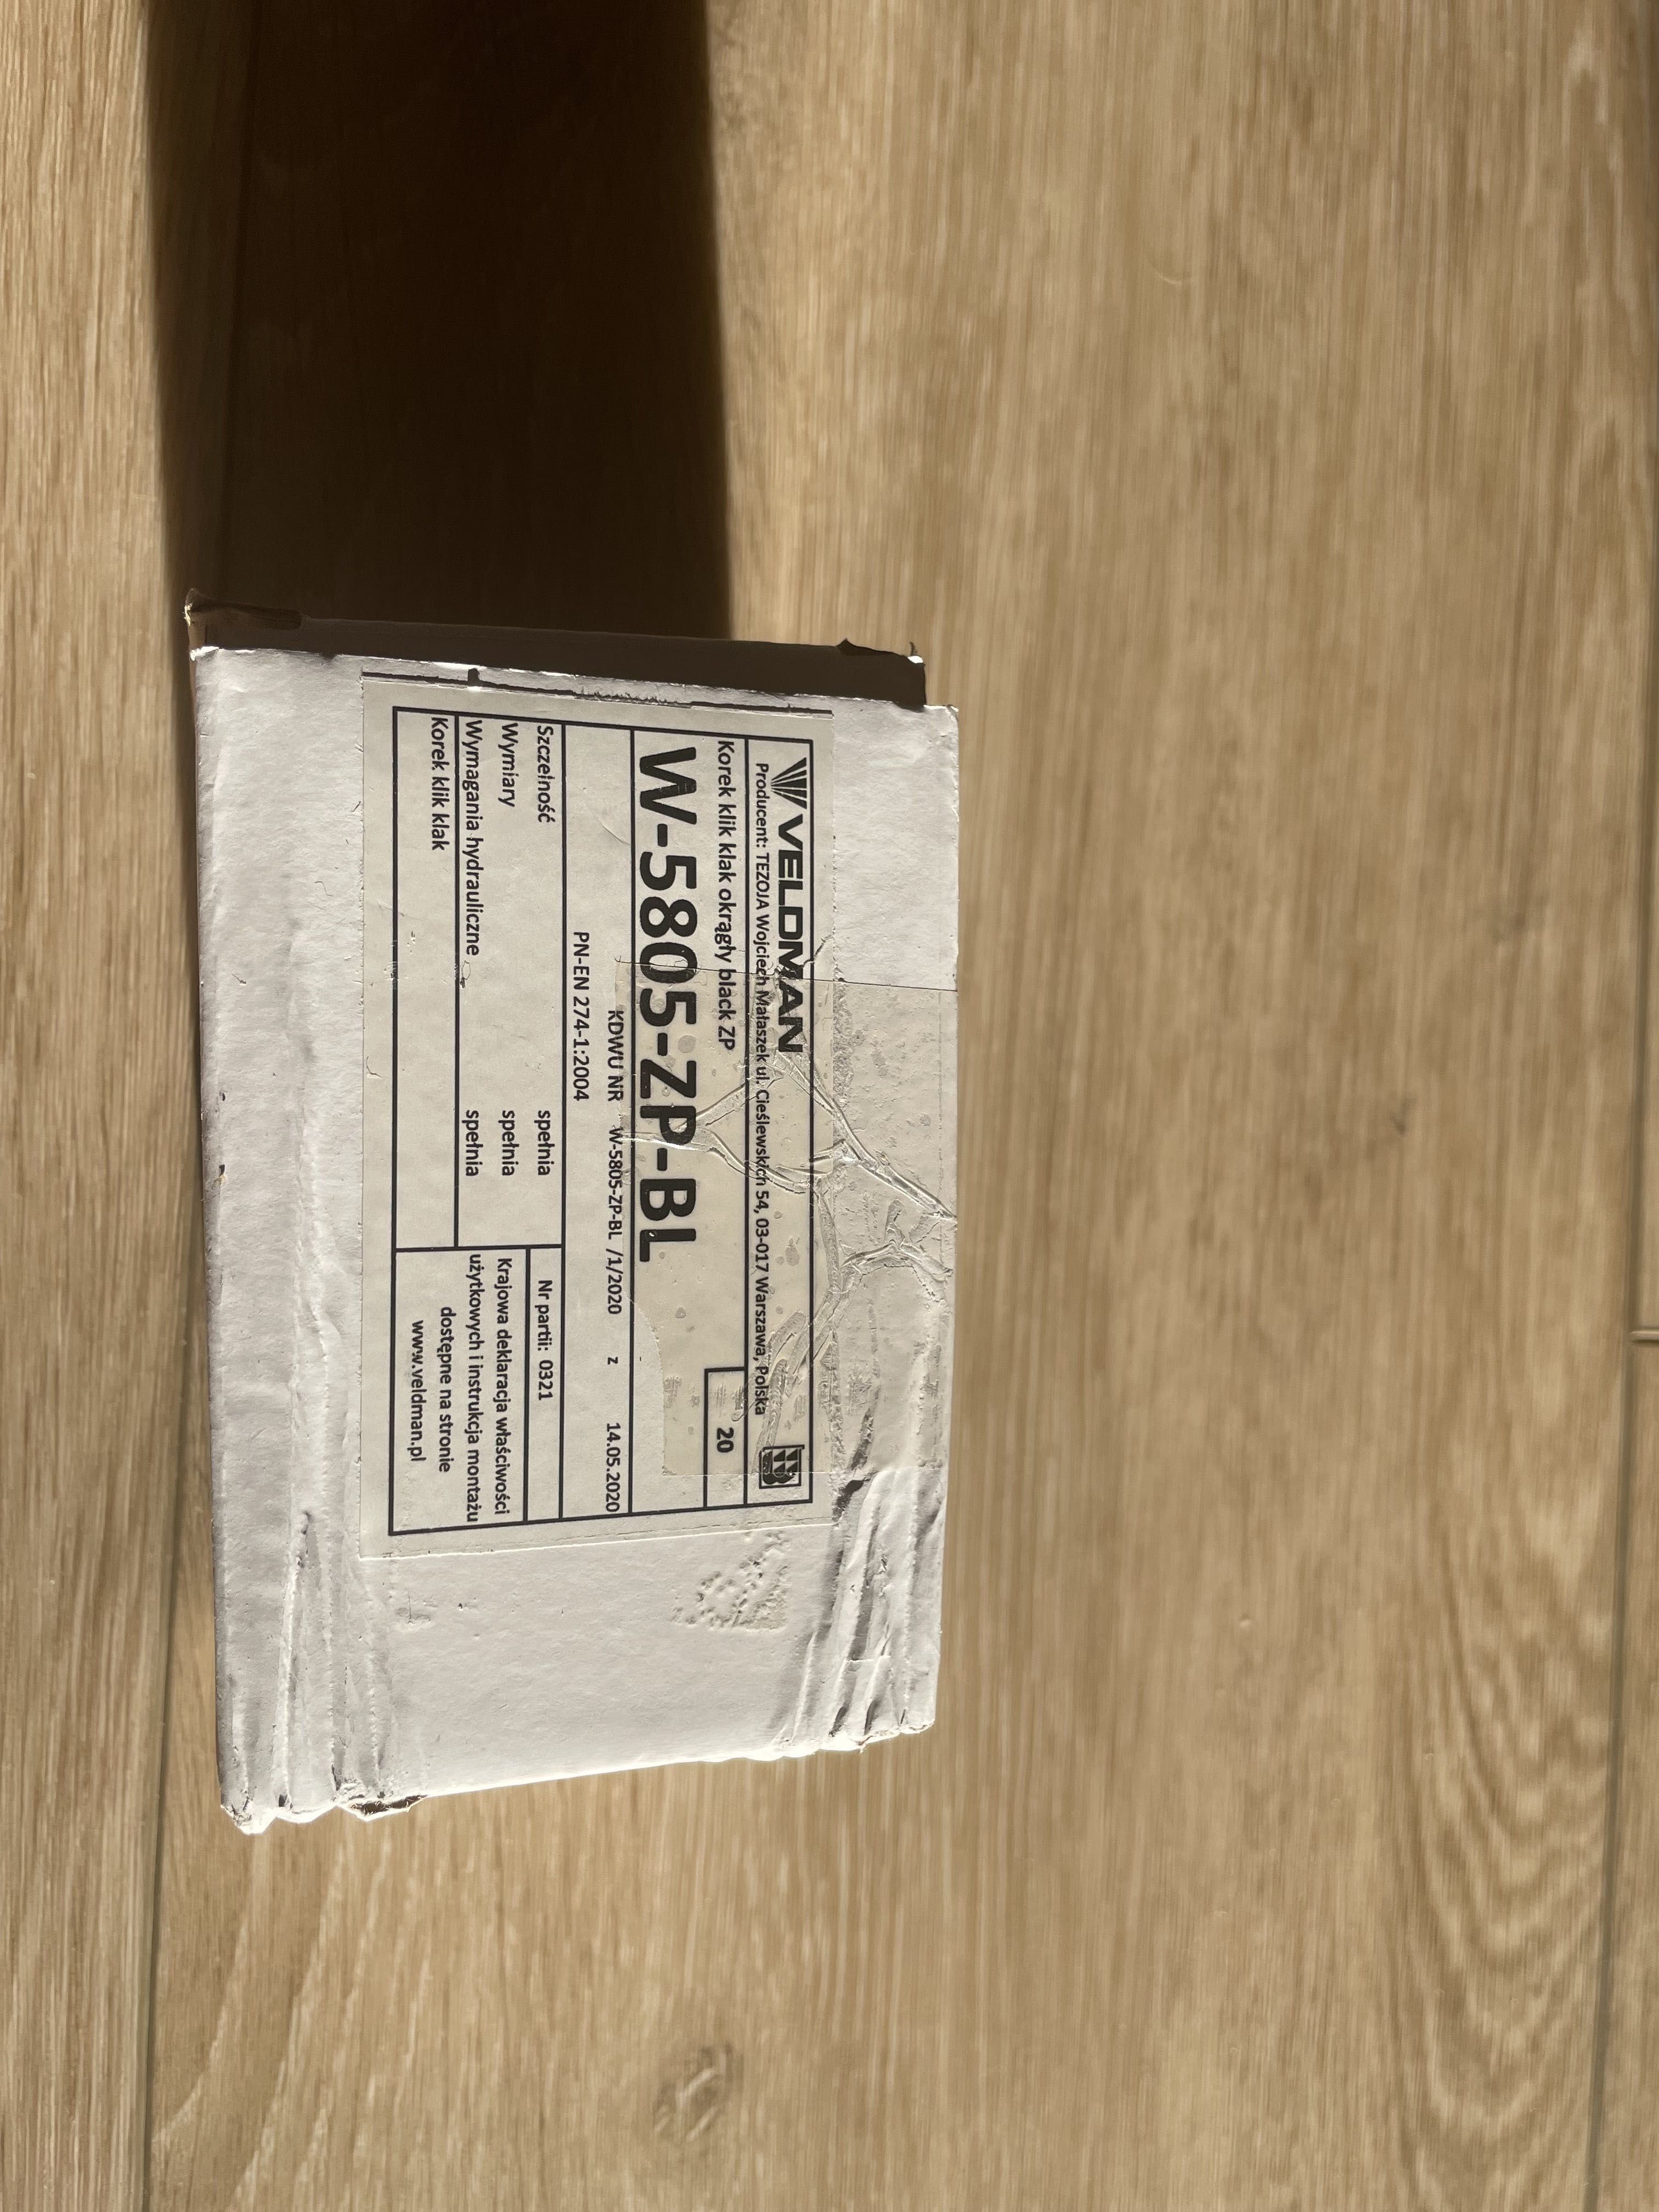 VELDMAN
Producent: TEZOJA Wojciech Małaszek ul. Cieślewskich 54, 03-017 Warszawa, Polska
Korek klik klak okrągły black ZP 20
W-5805-ZP-BL
KDWU NR W-5805-ZP-BL /1/2020 z 14.05.2020
PN-EN 274-1:2004
Szczelność spełnia
Wymiary spełnia
Wymagania hydrauliczne spełnia
Korek klik klak
Nr partii: 0321
Krajowa deklaracja właściwości
użytkowych i instrukcja montażu
dostępne na stronie
www.veldman.pl